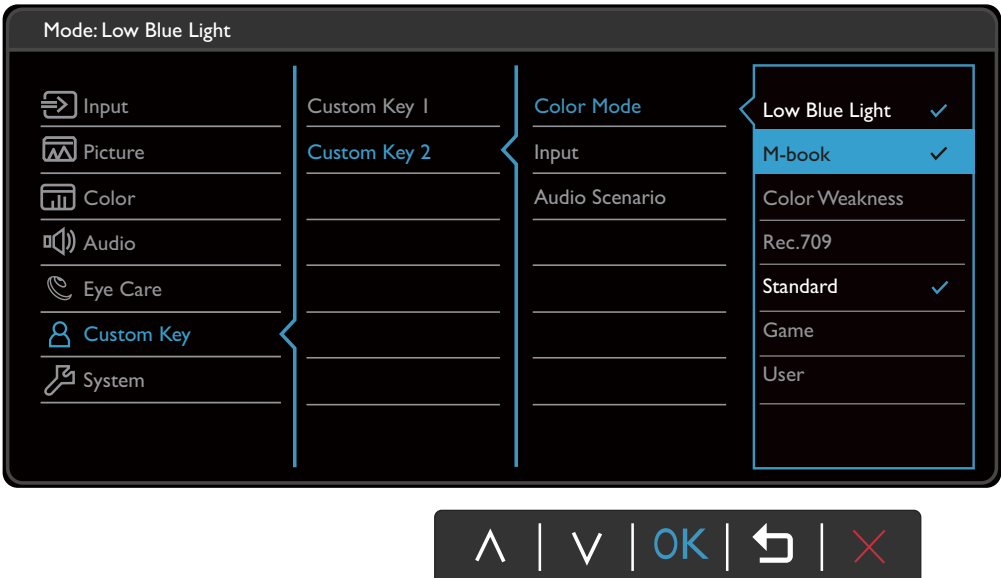 Mode: Low Blue Light
Input
Picture
Color
Audio
Eye Care
Custom Key
System
Custom Key 1
Custom Key 2
Color Mode
Input
Audio Scenario
Low Blue Light
M-book
Color Weakness
Rec.709
Standard
Game
User
OK